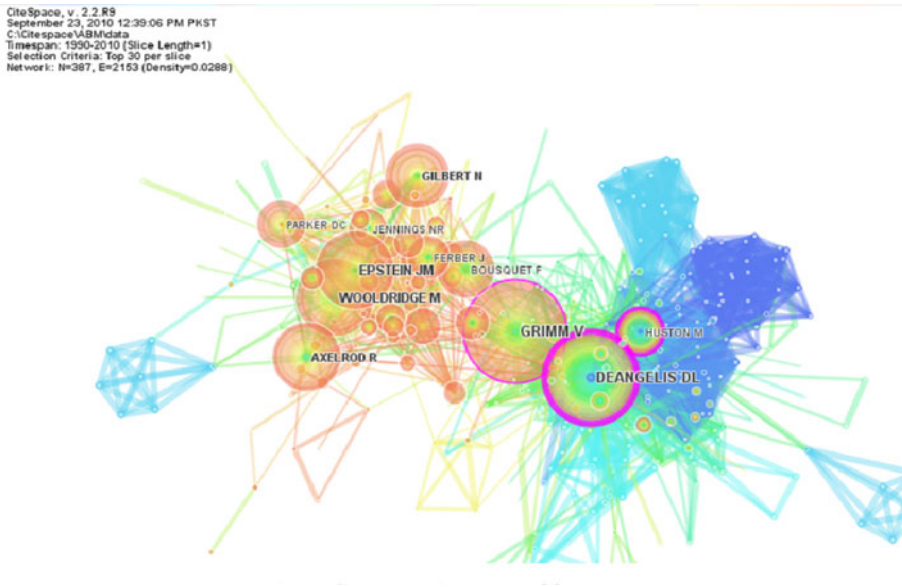 CiteSpace, v. 2.2.R9
September 23, 2010 12:39:06 PM PKST
C:\Citespace\ABM\data
Timespan: 1990-2010 (Slice Length=1)
Selection Criteria: Top 30 per slice
Network: N=387, E=2153 (Density=0.0288)
GILBERT N
PARKER DC
JENNINGS NR
FERBER J
EPSTEIN JM
BOUSQUET F
WOOLDRIDGE M
GRIMM V
HUSTON M
AXELROD R
DEANGELIS DL